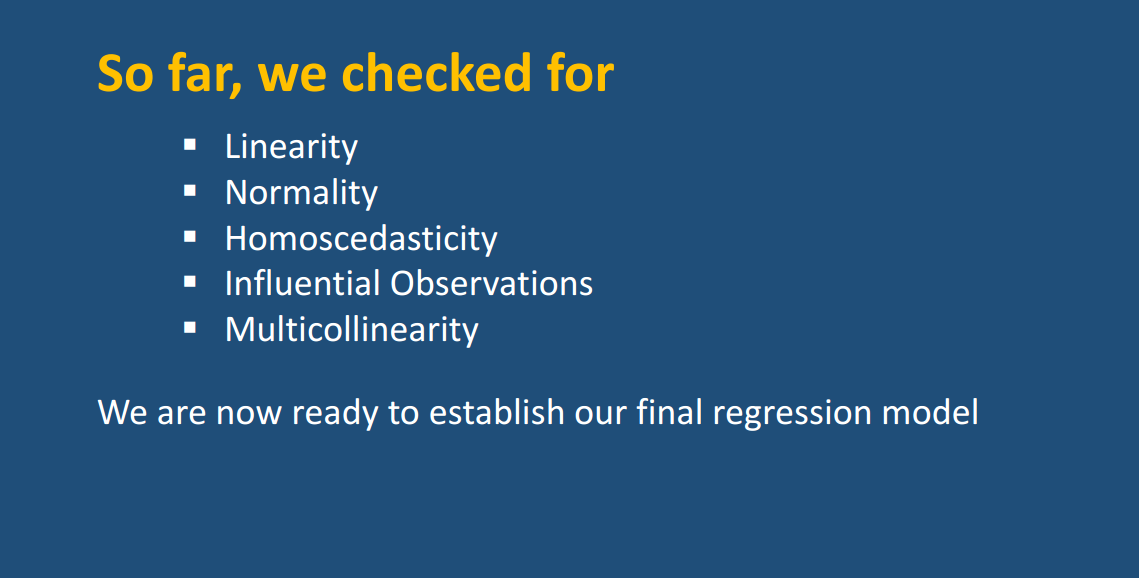 So far, we checked for
▪ Linearity
▪ Normality
▪ Homoscedasticity
▪ Influential Observations
▪ Multicollinearity
We are now ready to establish our final regression model